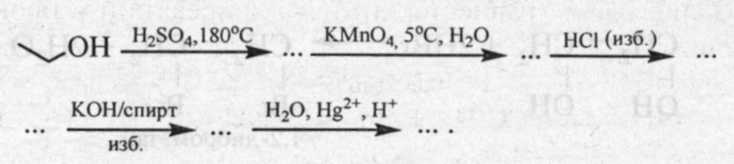 OH H₂SO₄,180°C ... KMnO₄, 5°C, H₂O ... HCl (изб.) ...
... KOH/спирт изб. ... H₂O, Hg²⁺, H⁺ ... .